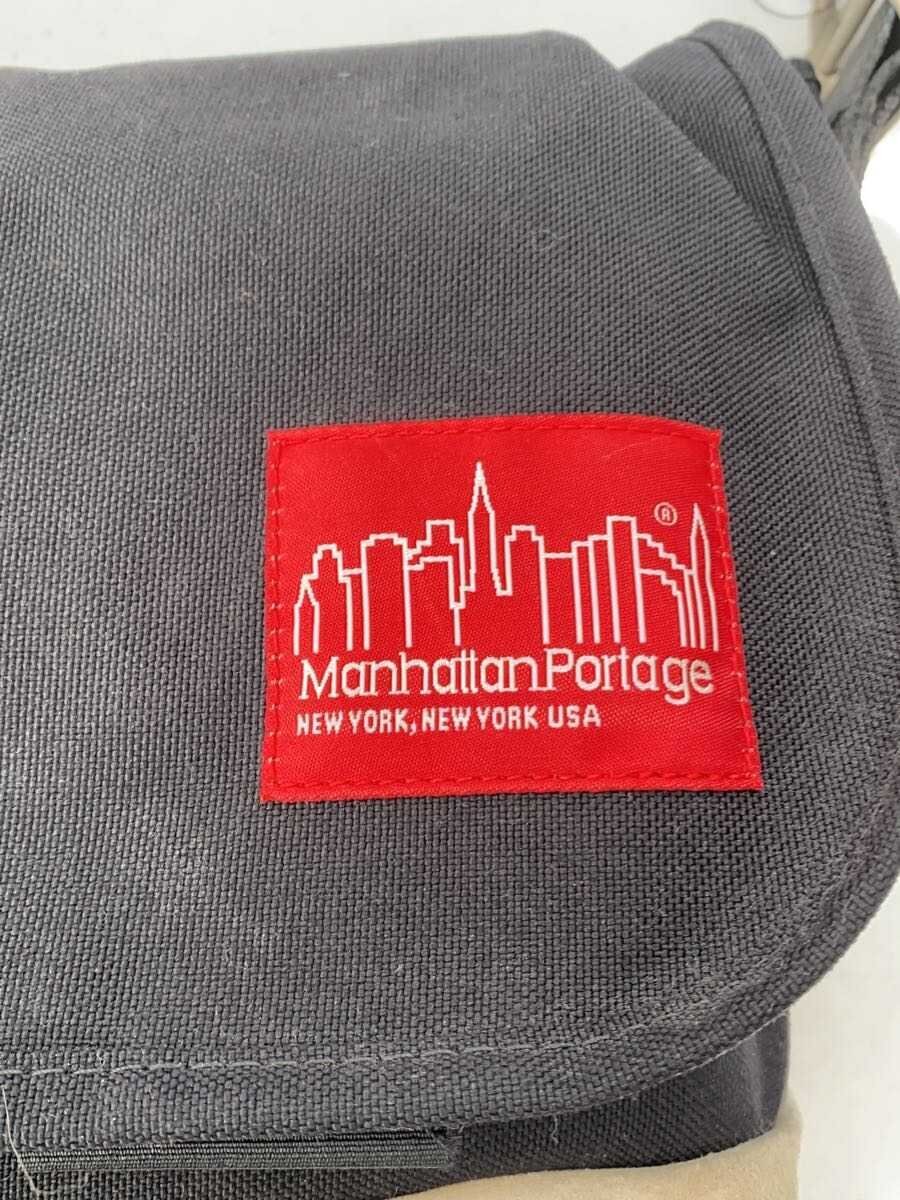 ®
ManhattanPortage
NEW YORK, NEW YORK USA